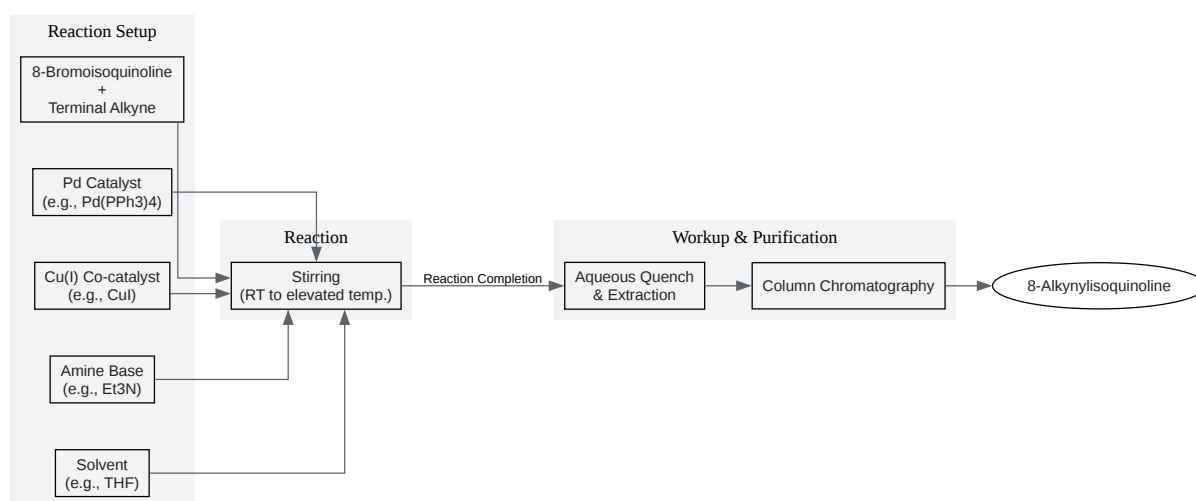 Reaction Setup
8-Bromoisoquinoline
+
Terminal Alkyne
Pd Catalyst
(e.g., Pd(PPh3)4)
Cu(I) Co-catalyst
(e.g., CuI)
Amine Base
(e.g., Et3N)
Solvent
(e.g., THF)
Reaction
Stirring
(RT to elevated temp.)
Reaction Completion
Workup & Purification
Aqueous Quench
& Extraction
Column Chromatography
8-Alkynylisoquinoline